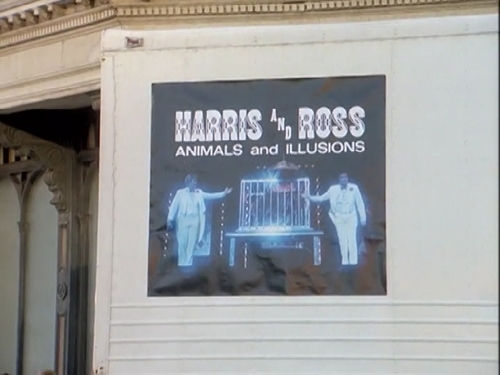 HARRIS AND ROSS
ANIMALS and ILLUSIONS